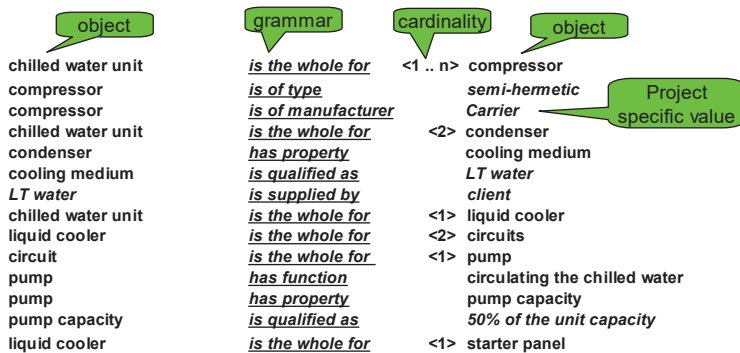 object grammar cardinality object
chilled water unit is the whole for <1 .. n> compressor
compressor is of type semi-hermetic
compressor is of manufacturer Carrier
Project
specific value
chilled water unit is the whole for <2> condenser
condenser has property cooling medium
cooling medium is qualified as LT water
LT water is supplied by client
chilled water unit is the whole for <1> liquid cooler
liquid cooler is the whole for <2> circuits
circuit is the whole for <1> pump
pump has function circulating the chilled water
pump has property pump capacity
pump capacity is qualified as 50% of the unit capacity
liquid cooler is the whole for <1> starter panel